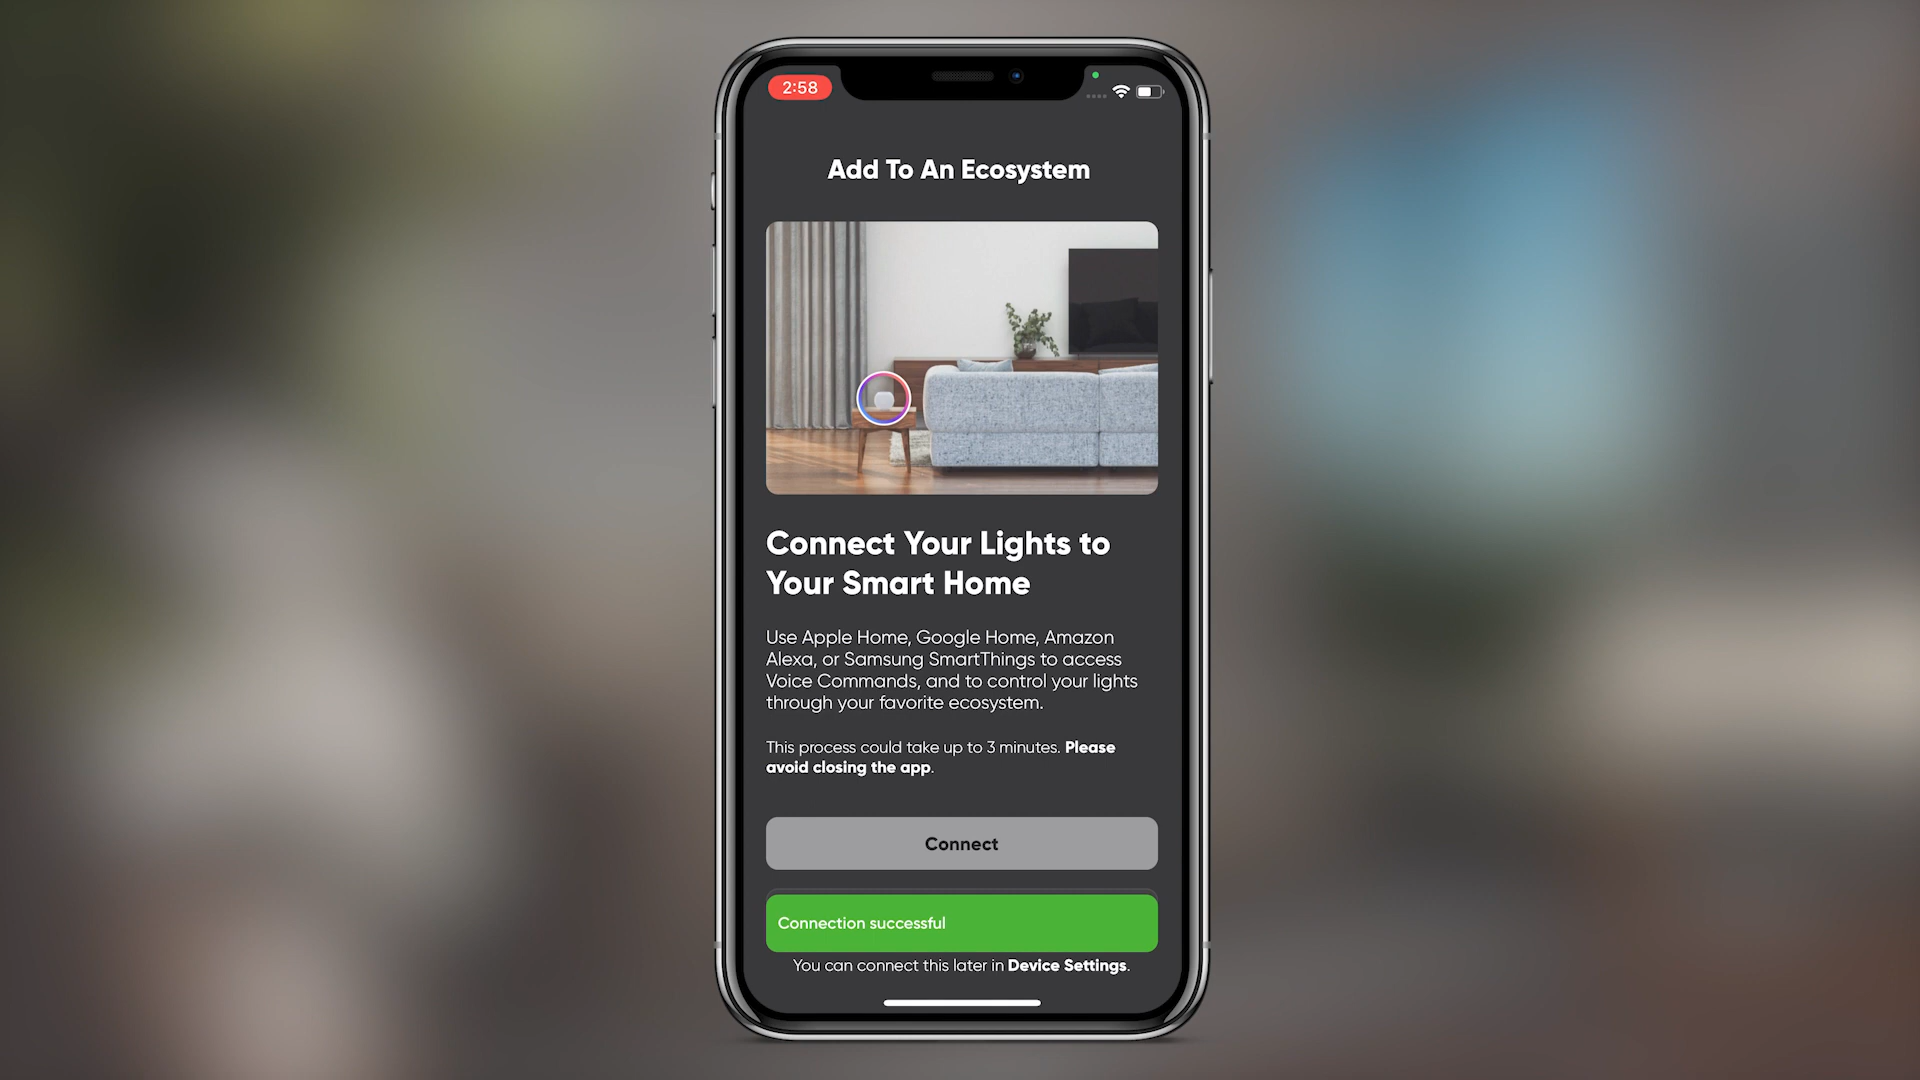 2:58
Add To An Ecosystem
Connect Your Lights to
Your Smart Home
Use Apple Home, Google Home, Amazon
Alexa, or Samsung SmartThings to access
Voice Commands, and to control your lights
through your favorite ecosystem.
This process could take up to 3 minutes. Please
avoid closing the app.
Connect
Connection successful
You can connect this later in Device Settings.